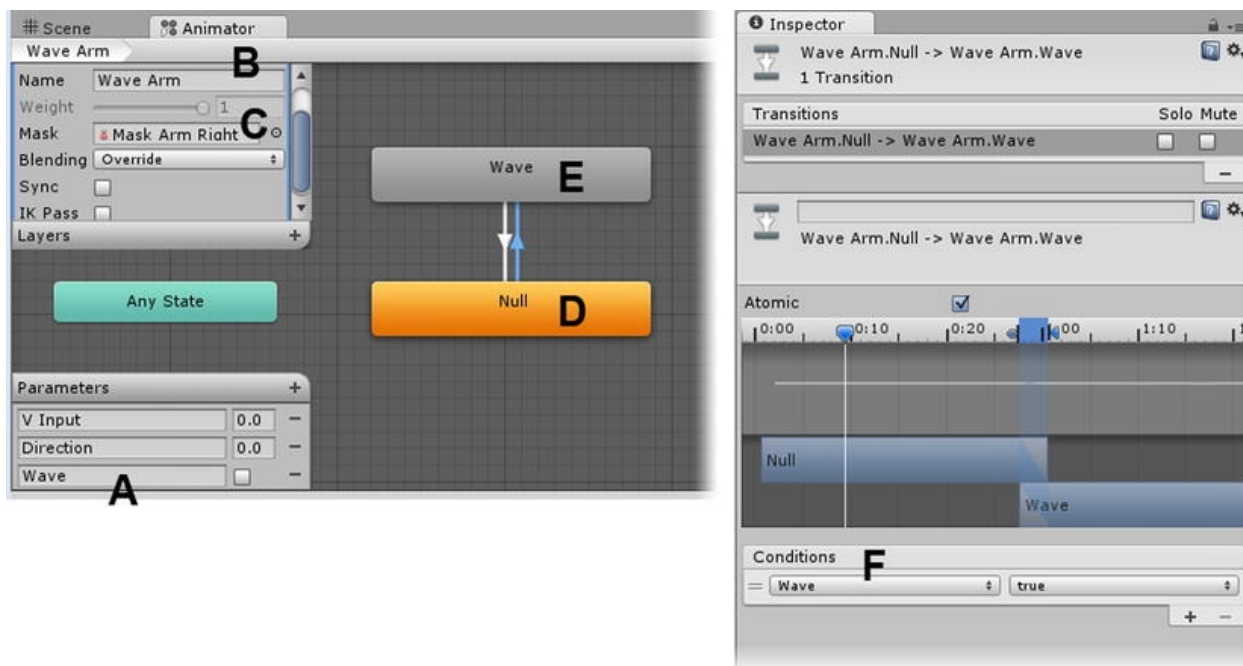 Scene Animator
Wave Arm
B
Name Wave Arm
Weight 1
C
Mask Mask Arm Right
Blending Override
Sync
IK Pass
Layers +
Wave E
Any State
Null D
Parameters +
V Input 0.0 −
Direction 0.0 −
Wave −
A
Inspector
Wave Arm.Null -> Wave Arm.Wave
1 Transition
Transitions Solo Mute
Wave Arm.Null -> Wave Arm.Wave
−
Wave Arm.Null -> Wave Arm.Wave
Atomic
0:00 0:10 0:20 1:10
Null
Wave
Conditions F
= Wave true
+ −